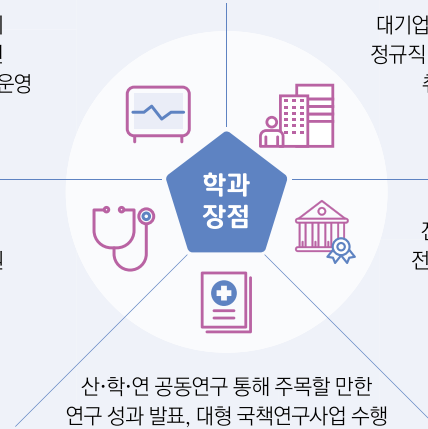 운영
대기업
정규직
학과
장점
산·학·연 공동연구 통해 주목할 만한
연구 성과 발표, 대형 국책연구사업 수행